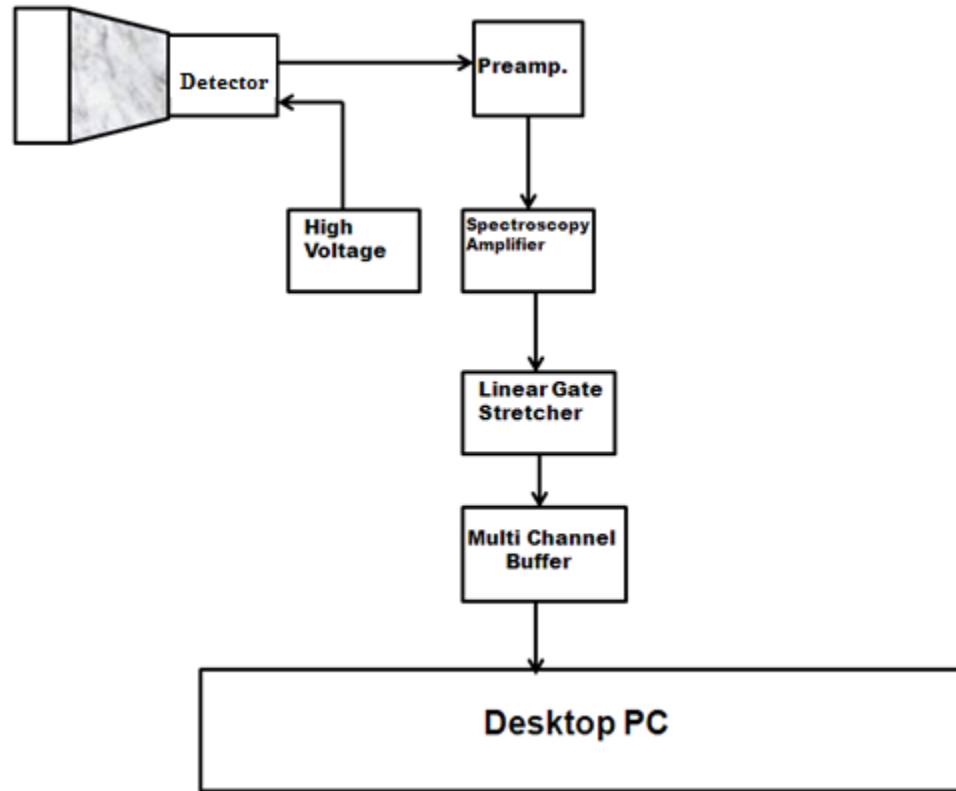 Detector
Preamp.
High
Voltage
Spectroscopy
Amplifier
Linear Gate
Stretcher
Multi Channel
Buffer
Desktop PC